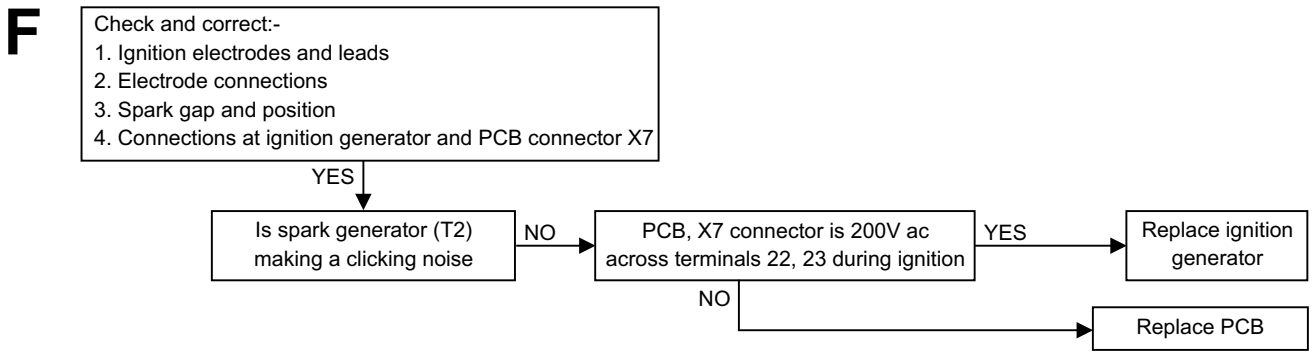 F
Check and correct:-
1. Ignition electrodes and leads
2. Electrode connections
3. Spark gap and position
4. Connections at ignition generator and PCB connector X7
YES
Is spark generator (T2)
making a clicking noise
NO
PCB, X7 connector is 200V ac
across terminals 22, 23 during ignition
YES
Replace ignition
generator
NO
Replace PCB